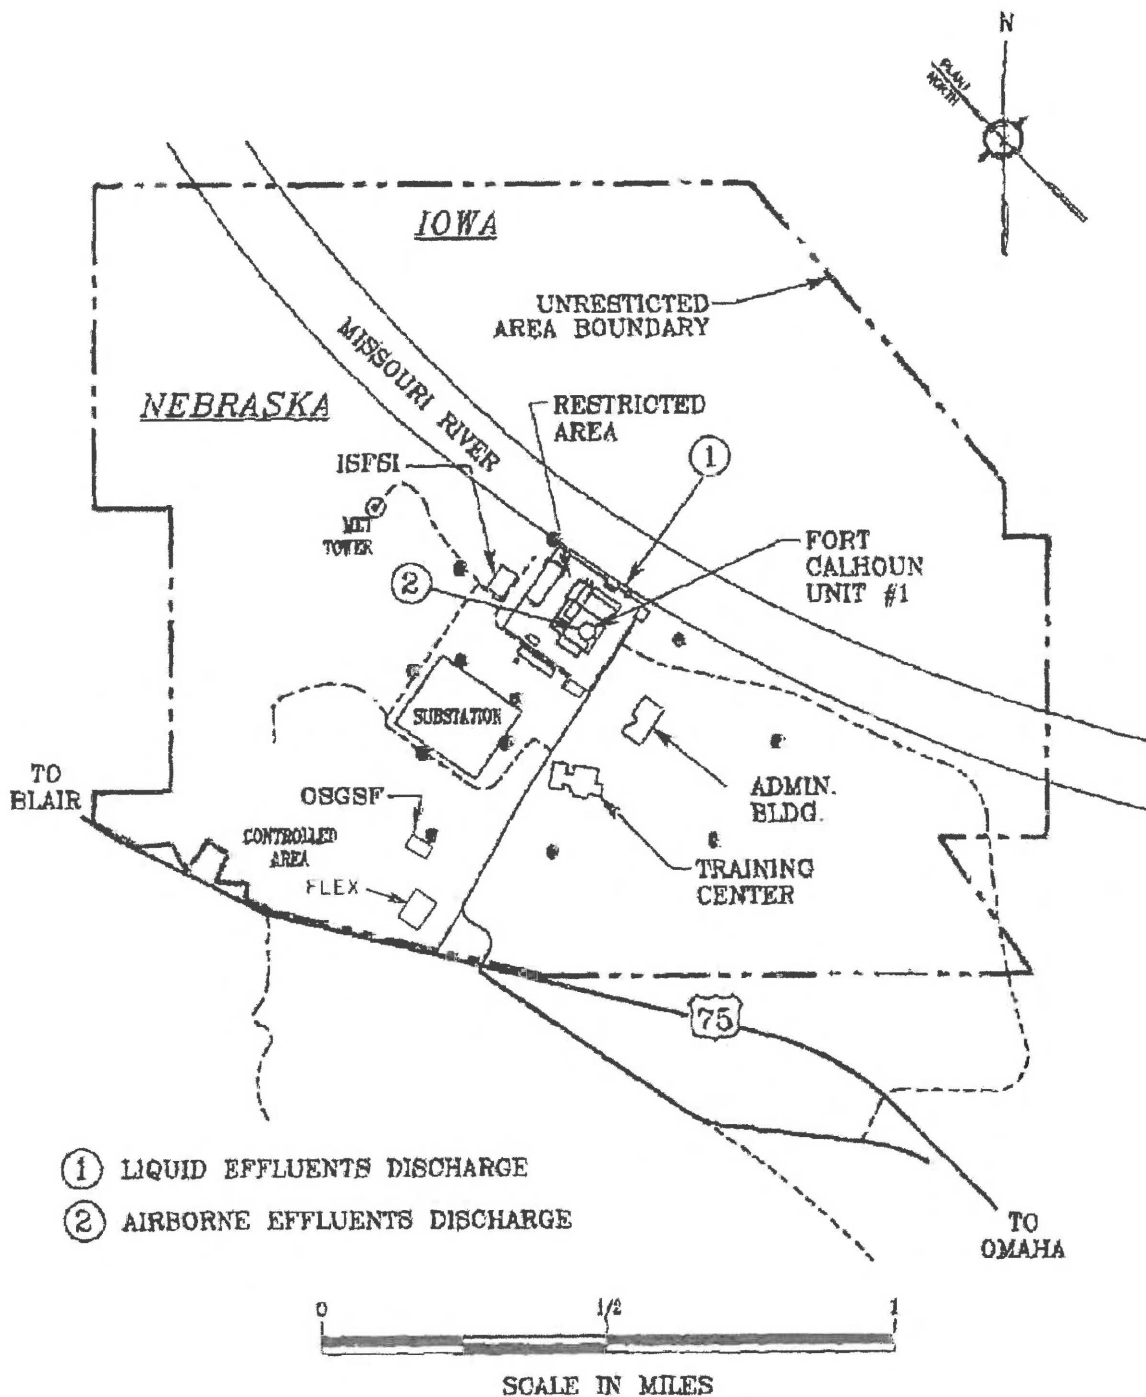 N
PLANT
NORTH
IOWA
UNRESTICTED
AREA BOUNDARY
MISSOURI RIVER
NEBRASKA
RESTRICTED
AREA
1
ISFSI
MET
TOWER
2
FORT
CALHOUN
UNIT #1
SUBSTATION
TO
BLAIR
OSGSF
ADMIN.
BLDG.
CONTROLLED
AREA
FLEX
TRAINING
CENTER
75
1 LIQUID EFFLUENTS DISCHARGE
2 AIRBORNE EFFLUENTS DISCHARGE
TO
OMAHA
0 1/2 1
SCALE IN MILES